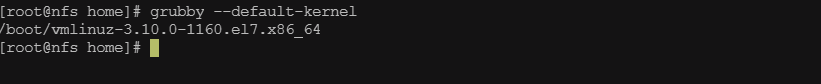 [root@nfs home]# grubby --default-kernel
/boot/vmlinuz-3.10.0-1160.el7.x86_64
[root@nfs home]#